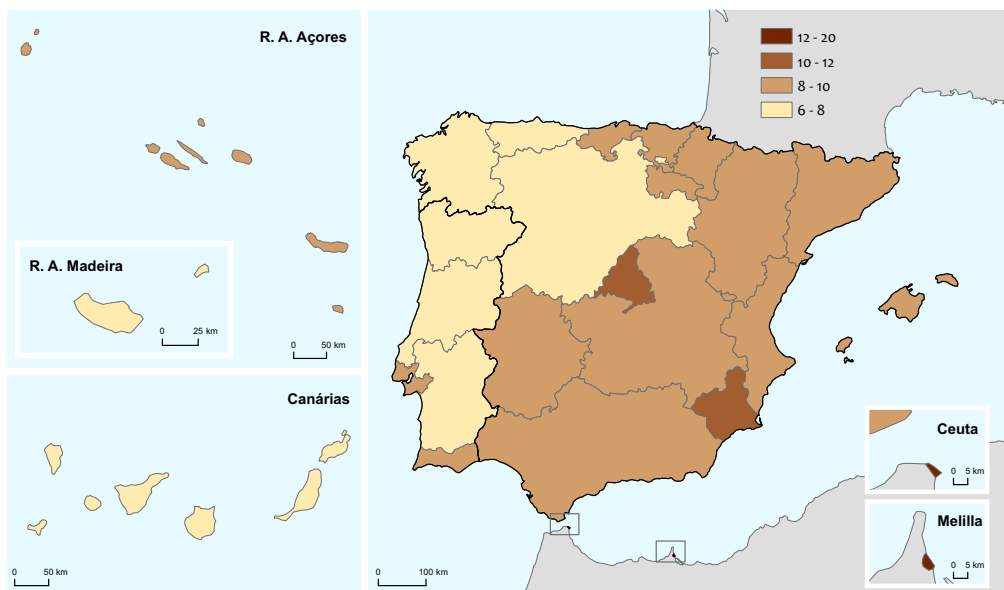 R. A. Açores
12 - 20
10 - 12
8 - 10
6 - 8
R. A. Madeira
0 25 km
0 50 km
Canárias
0 50 km
0 100 km
Ceuta
0 5 km
Melilla
0 5 km